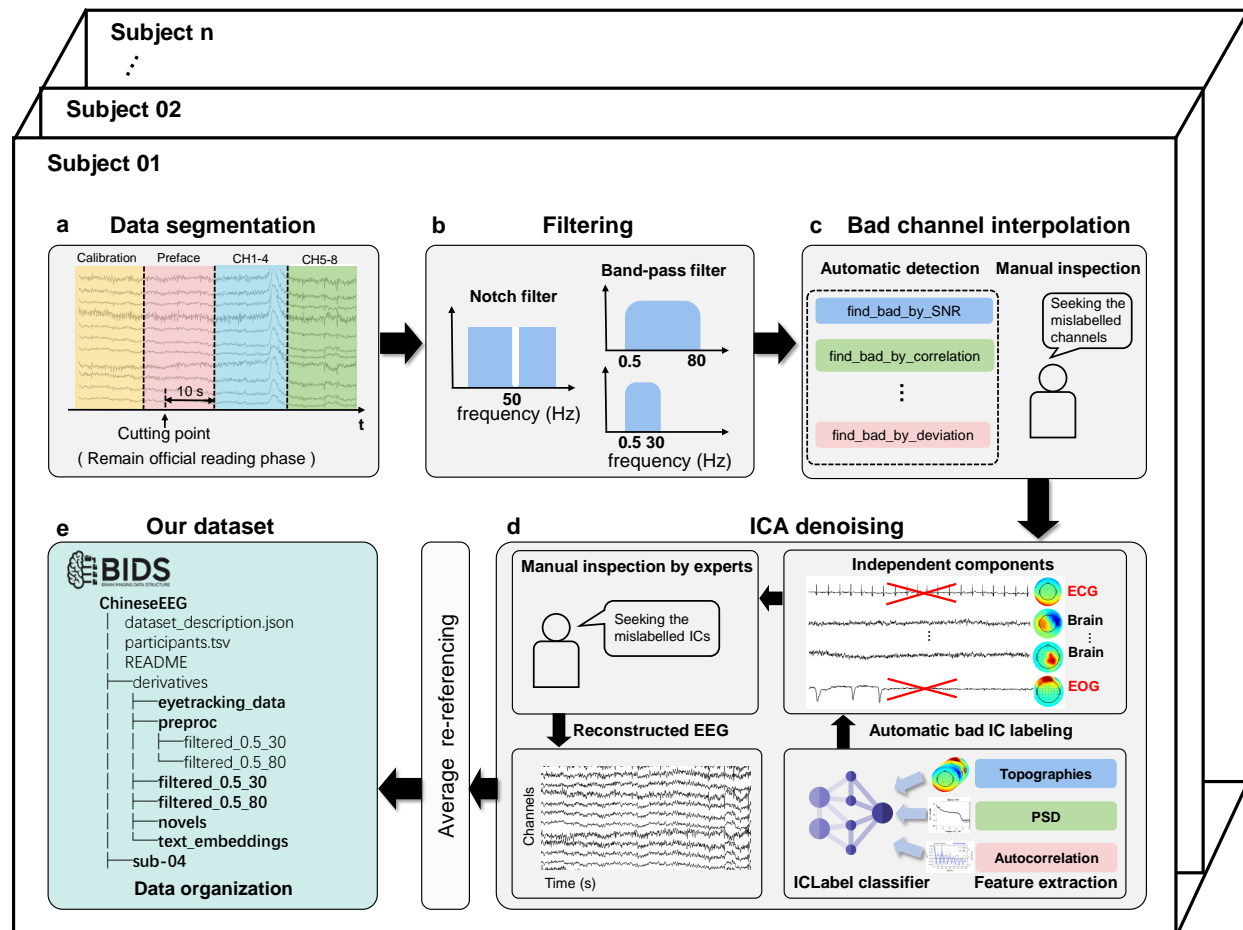 Subject n
⋮
Subject 02
Subject 01
a Data segmentation
Calibration Preface CH1-4 CH5-8
10 s
t
Cutting point
( Remain official reading phase )
b Filtering
Notch filter
50
frequency (Hz)
Band-pass filter
0.5 80
0.5 30
frequency (Hz)
c Bad channel interpolation
Automatic detection
find_bad_by_SNR
find_bad_by_correlation
⋮
find_bad_by_deviation
Manual inspection
Seeking the
mislabelled
channels
d ICA denoising
Independent components
ECG
Brain
⋮
Brain
EOG
Automatic bad IC labeling
Topographies
PSD
Autocorrelation
ICLabel classifier
Feature extraction
Manual inspection by experts
Seeking the
mislabelled ICs
Reconstructed EEG
Channels
Time (s)
Average re-referencing
e Our dataset
BIDS
BRAIN IMAGING DATA STRUCTURE
ChineseEEG
│ dataset_description.json
│ participants.tsv
│ README
├──derivatives
│ ├──eyetracking_data
│ ├──preproc
│ │ ├──filtered_0.5_30
│ │ └──filtered_0.5_80
│ ├──filtered_0.5_30
│ ├──filtered_0.5_80
│ ├──novels
│ └──text_embeddings
├──sub-04
Data organization